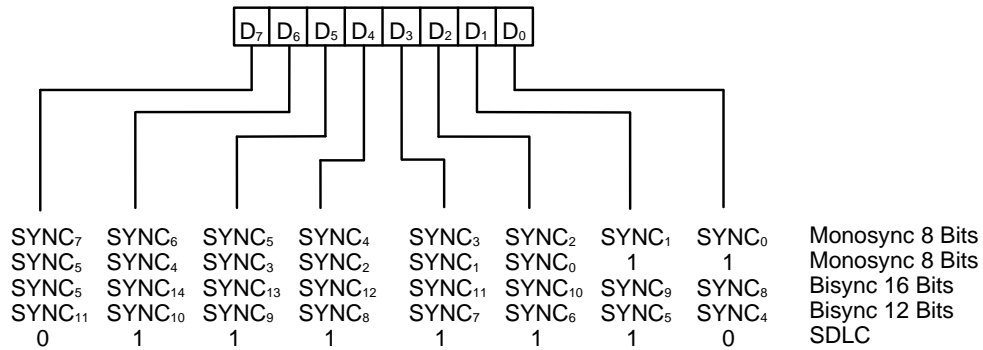 D₇ D₆ D₅ D₄ D₃ D₂ D₁ D₀
SYNC₇ SYNC₆ SYNC₅ SYNC₄ SYNC₃ SYNC₂ SYNC₁ SYNC₀ Monosync 8 Bits
SYNC₅ SYNC₄ SYNC₃ SYNC₂ SYNC₁ SYNC₀ 1 1 Monosync 8 Bits
SYNC₅ SYNC₁₄ SYNC₁₃ SYNC₁₂ SYNC₁₁ SYNC₁₀ SYNC₉ SYNC₈ Bisync 16 Bits
SYNC₁₁ SYNC₁₀ SYNC₉ SYNC₈ SYNC₇ SYNC₆ SYNC₅ SYNC₄ Bisync 12 Bits
0 1 1 1 1 1 1 0 SDLC